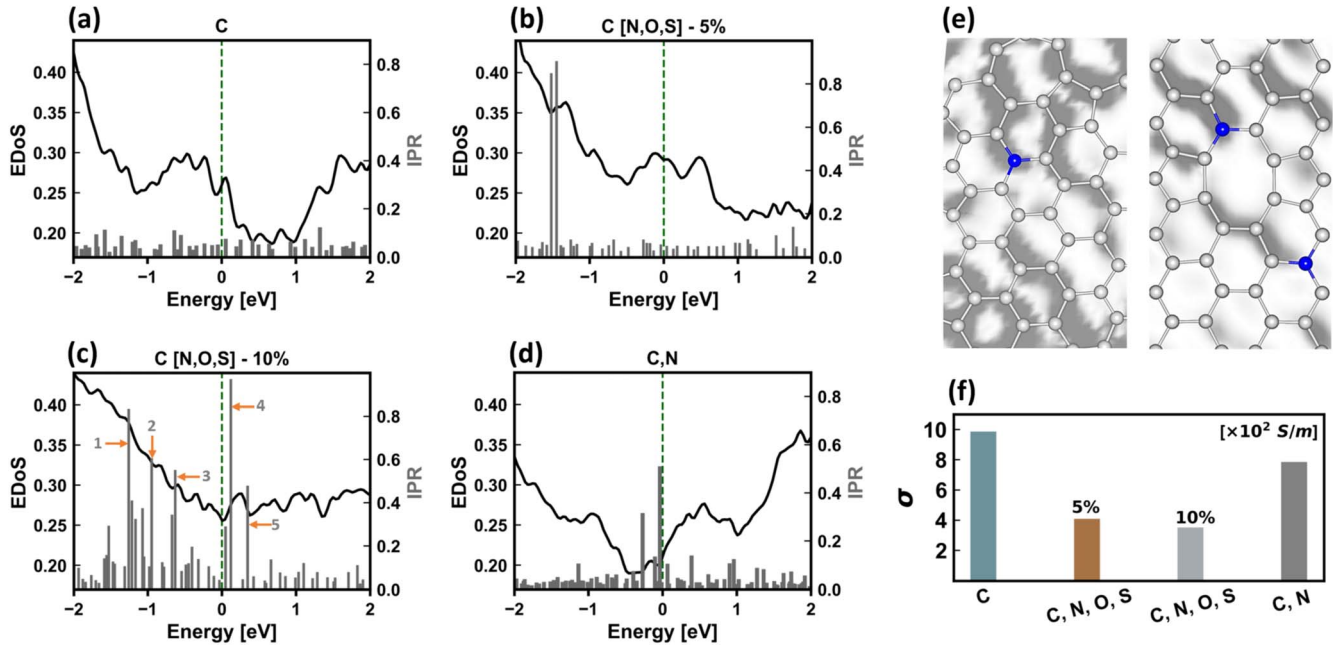 (a)
C
EDoS
0.40
0.35
0.30
0.25
0.20
IPR
0.8
0.6
0.4
0.2
0.0
−2 −1 0 1 2
Energy [eV]
(b)
C [N,O,S] - 5%
EDoS
0.40
0.35
0.30
0.25
0.20
IPR
0.8
0.6
0.4
0.2
0.0
−2 −1 0 1 2
Energy [eV]
(c)
C [N,O,S] - 10%
EDoS
0.40
0.35
0.30
0.25
0.20
1
2
3
4
5
IPR
0.8
0.6
0.4
0.2
0.0
−2 −1 0 1 2
Energy [eV]
(d)
C,N
EDoS
0.40
0.35
0.30
0.25
0.20
IPR
0.8
0.6
0.4
0.2
0.0
−2 −1 0 1 2
Energy [eV]
(e)
(f)
[×10² S/m]
σ
10
8
6
4
2
5%
10%
C
C, N, O, S
C, N, O, S
C, N